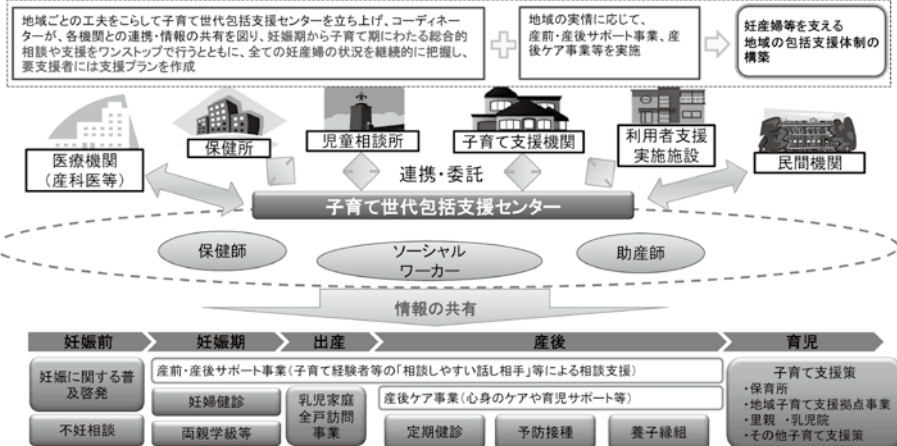 地域ごとの工夫をこらして子育て世代包括支援センターを立ち上げ、コーディネー
ターが、各機関との連携・情報の共有を図り、妊娠期から子育て期にわたる総合的
相談や支援をワンストップで行うとともに、全ての妊産婦の状況を継続的に把握し、
要支援者には支援プランを作成
地域の実情に応じて、
産前・産後サポート事業、産
後ケア事業等を実施
妊産婦等を支える
地域の包括支援体制の
構築
医療機関
（産科医等）
保健所
児童相談所
子育て支援機関
利用者支援
実施施設
民間機関
連携・委託
子育て世代包括支援センター
保健師
ソーシャル
ワーカー
助産師
情報の共有
妊娠前
妊娠期
出産
産後
育児
妊娠に関する普
及啓発
不妊相談
産前・産後サポート事業（子育て経験者等の「相談しやすい話し相手」等による相談支援）
妊婦健診
両親学級等
乳児家庭
全戸訪問
事業
産後ケア事業（心身のケアや育児サポート等）
定期健診
予防接種
養子縁組
子育て支援策
・保育所
・地域子育て支援拠点事業
・里親 ・乳児院
・その他子育て支援策